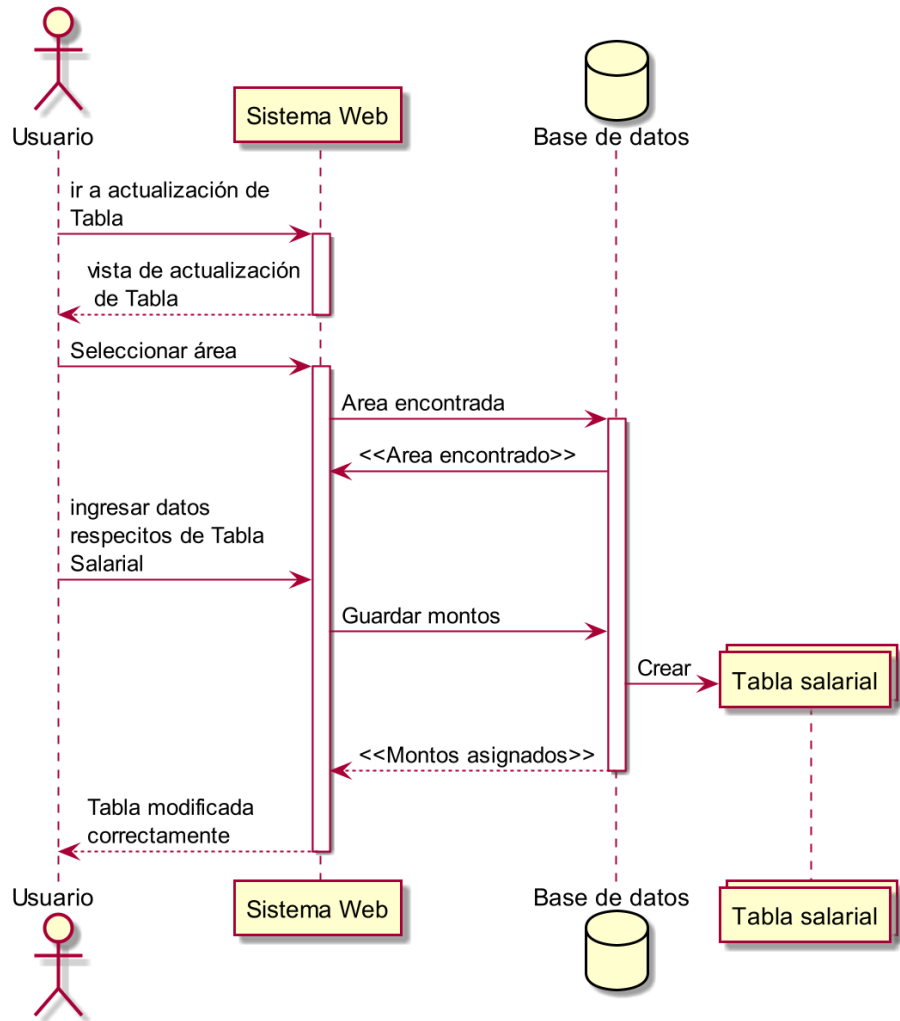 Usuario
Sistema Web
Base de datos
ir a actualización de
Tabla
vista de actualización
de Tabla
Seleccionar área
Area encontrada
<<Area encontrado>>
ingresar datos
respecitos de Tabla
Salarial
Guardar montos
Crear
Tabla salarial
<<Montos asignados>>
Tabla modificada
correctamente
Usuario
Sistema Web
Base de datos
Tabla salarial